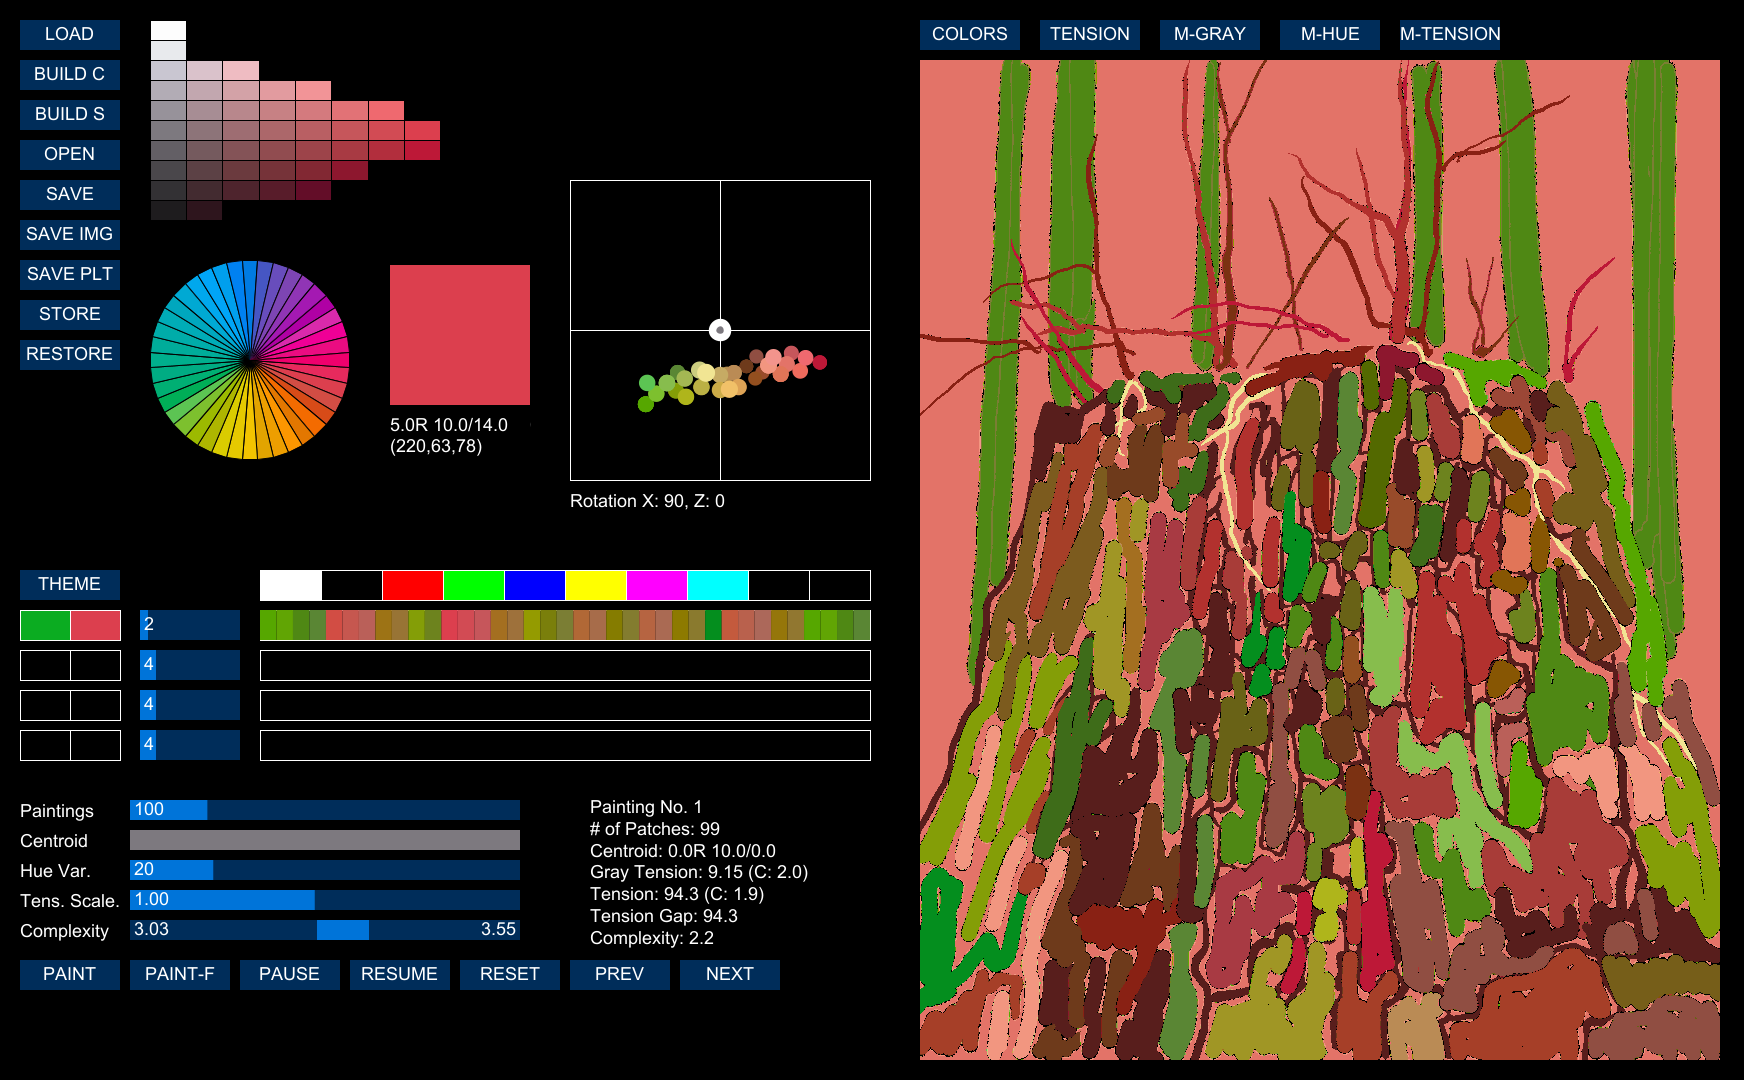 LOAD
BUILD C
BUILD S
OPEN
SAVE
SAVE IMG
SAVE PLT
STORE
RESTORE
5.0R 10.0/14.0
(220,63,78)
Rotation X: 90, Z: 0
THEME
2
4
4
4
Paintings 100
Centroid
Hue Var. 20
Tens. Scale. 1.00
Complexity 3.03 3.55
Painting No. 1
# of Patches: 99
Centroid: 0.0R 10.0/0.0
Gray Tension: 9.15 (C: 2.0)
Tension: 94.3 (C: 1.9)
Tension Gap: 94.3
Complexity: 2.2
PAINT PAINT-F PAUSE RESUME RESET PREV NEXT
COLORS TENSION M-GRAY M-HUE M-TENSION